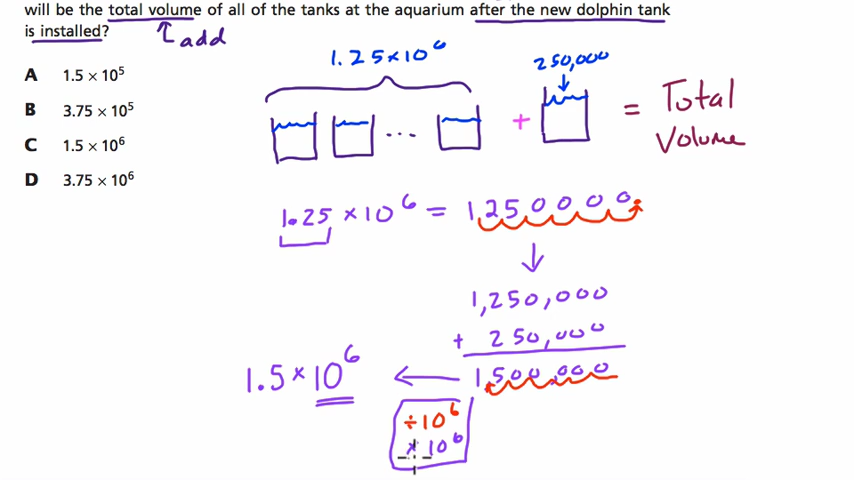 will be the total volume of all of the tanks at the aquarium after the new dolphin tank
is installed?
add
A 1.5 × 10⁵
B 3.75 × 10⁵
C 1.5 × 10⁶
D 3.75 × 10⁶
1.25×10⁶
250,000
... + = Total
Volume
1.25 ×10⁶ = 1,250000.
1,250,000
+ 250,000
1.5×10⁶ 1,500,000
÷10⁶
×10⁶